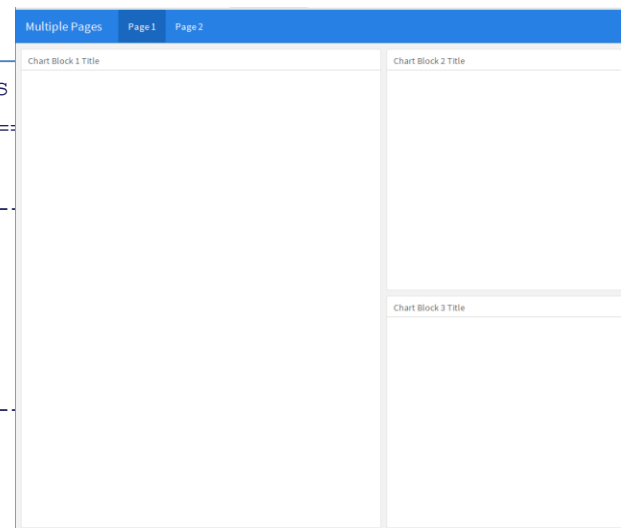 Multiple Pages Page 1 Page 2
Chart Block 1 Title
Chart Block 2 Title
s
==
--
Chart Block 3 Title
--